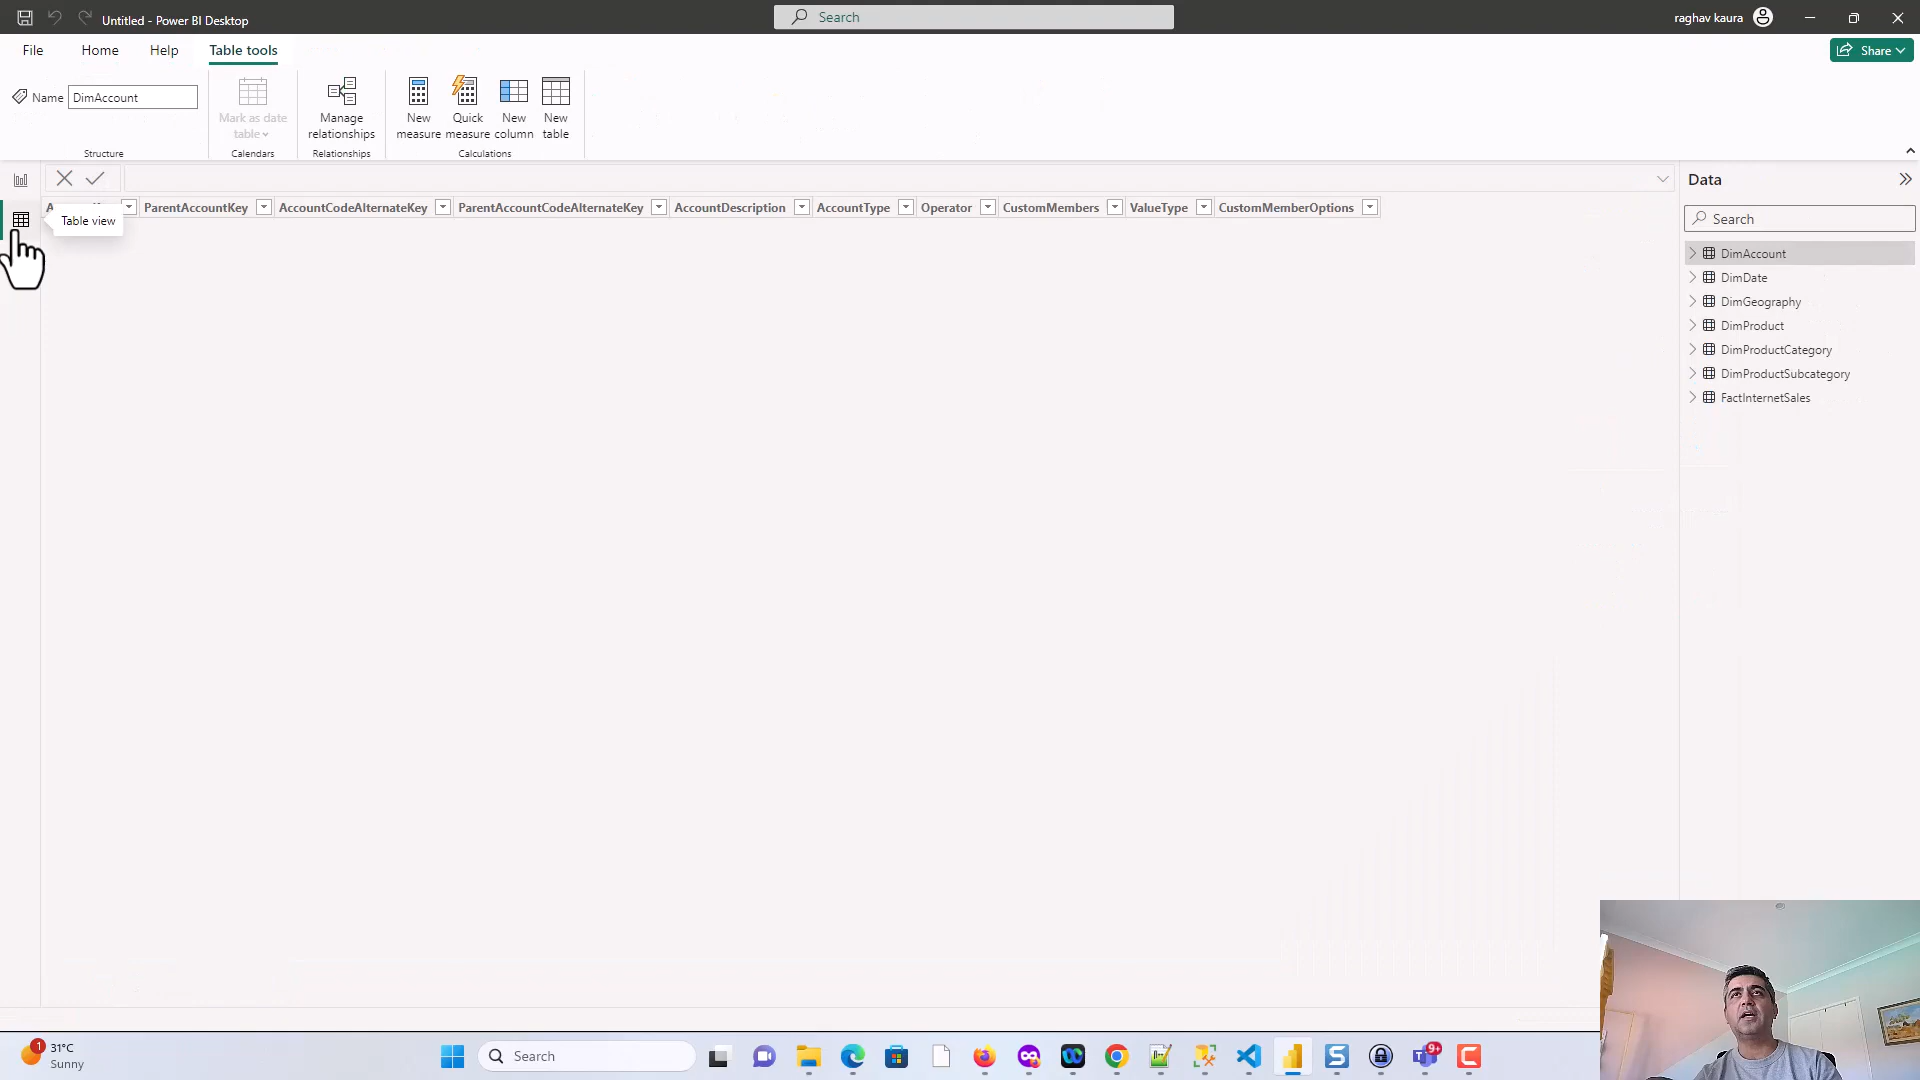 Untitled - Power BI Desktop
Search
raghav kaura
File
Home
Help
Table tools
Share
Name
DimAccount
Mark as date table
Manage relationships
New measure
Quick measure
New column
New table
Structure
Calendars
Relationships
Calculations
Table view
ParentAccountKey
AccountCodeAlternateKey
ParentAccountCodeAlternateKey
AccountDescription
AccountType
Operator
CustomMembers
ValueType
CustomMemberOptions
Data
Search
DimAccount
DimDate
DimGeography
DimProduct
DimProductCategory
DimProductSubcategory
FactInternetSales
1
31°C
Sunny
Search
9+